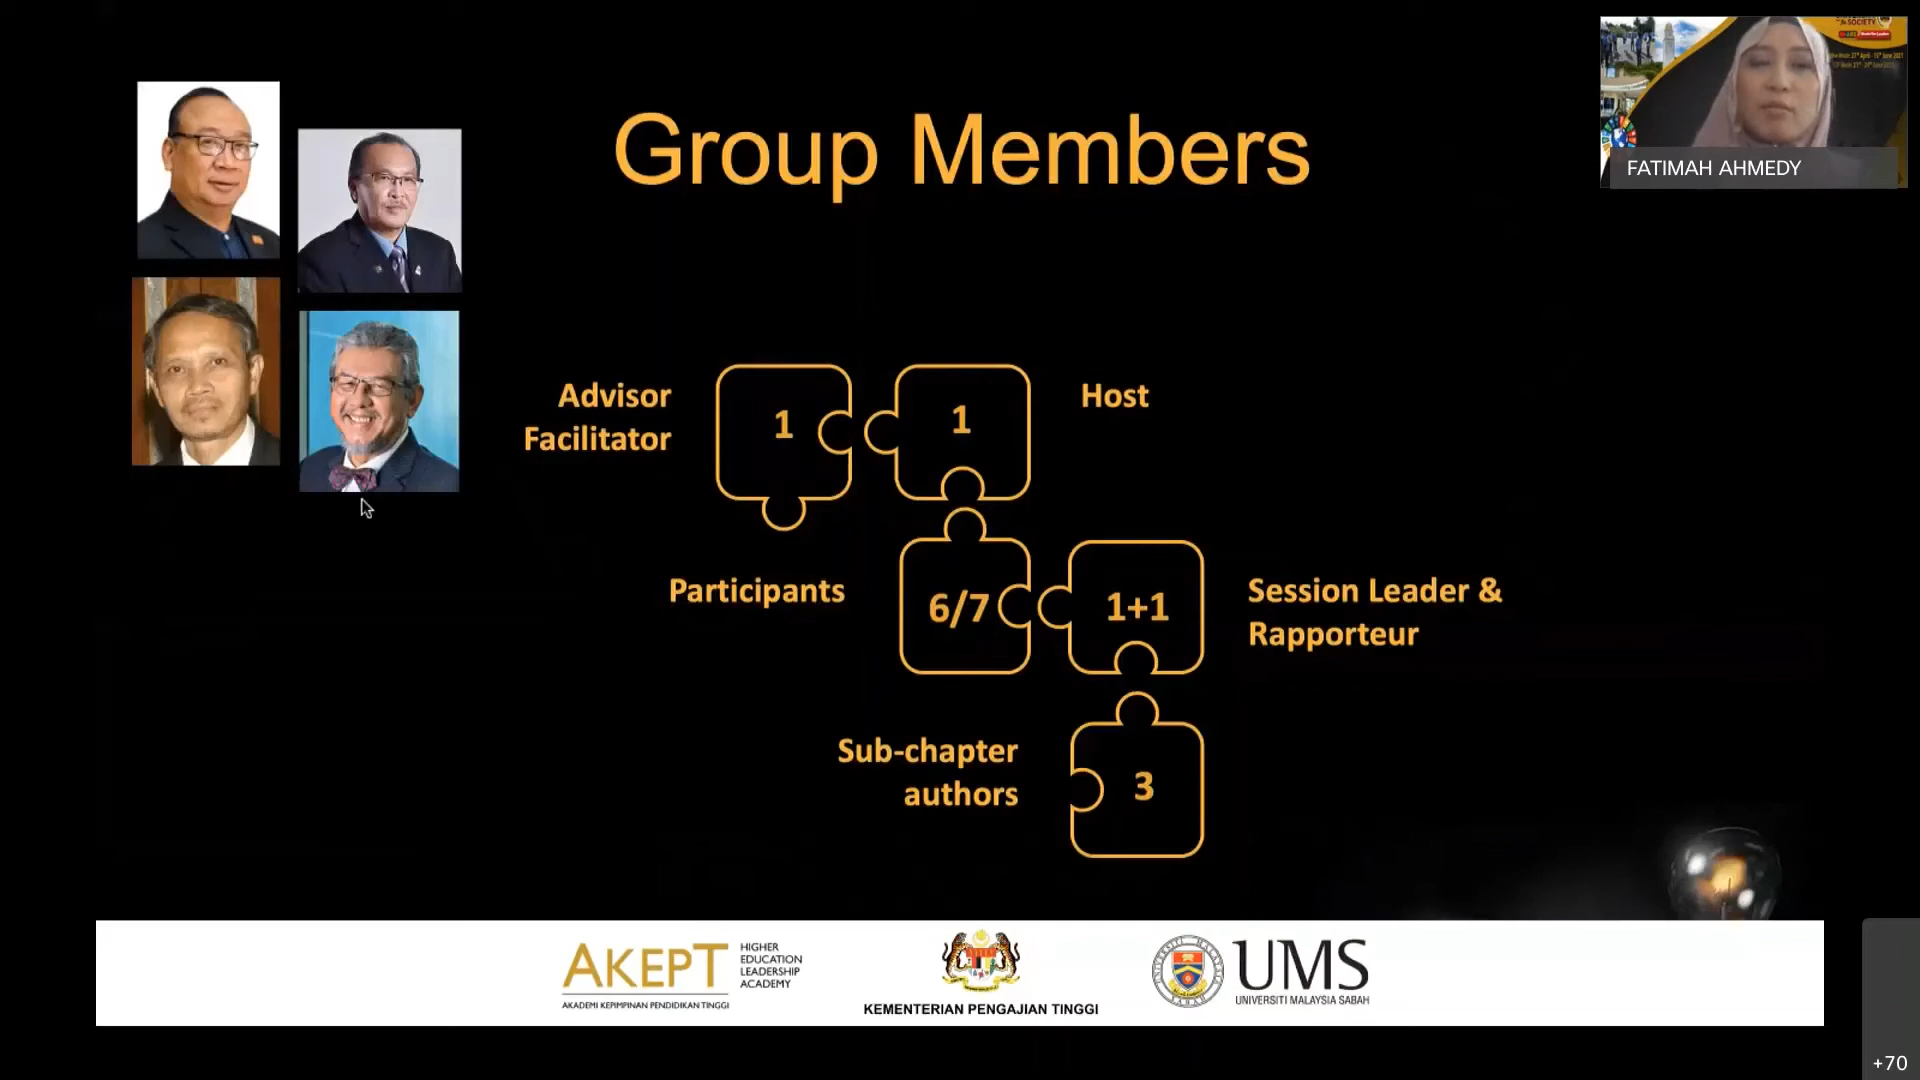 Group Members
SOCIETY
FATIMAH AHMEDY
Advisor
Facilitator
1
1
Host
Participants
6/7
1+1
Session Leader &
Rapporteur
Sub-chapter
authors
3
AKEPT
HIGHER
EDUCATION
LEADERSHIP
ACADEMY
AKADEMI KEPIMPINAN PENDIDIKAN TINGGI
KEMENTERIAN PENGAJIAN TINGGI
UMS
UNIVERSITI MALAYSIA SABAH
+70